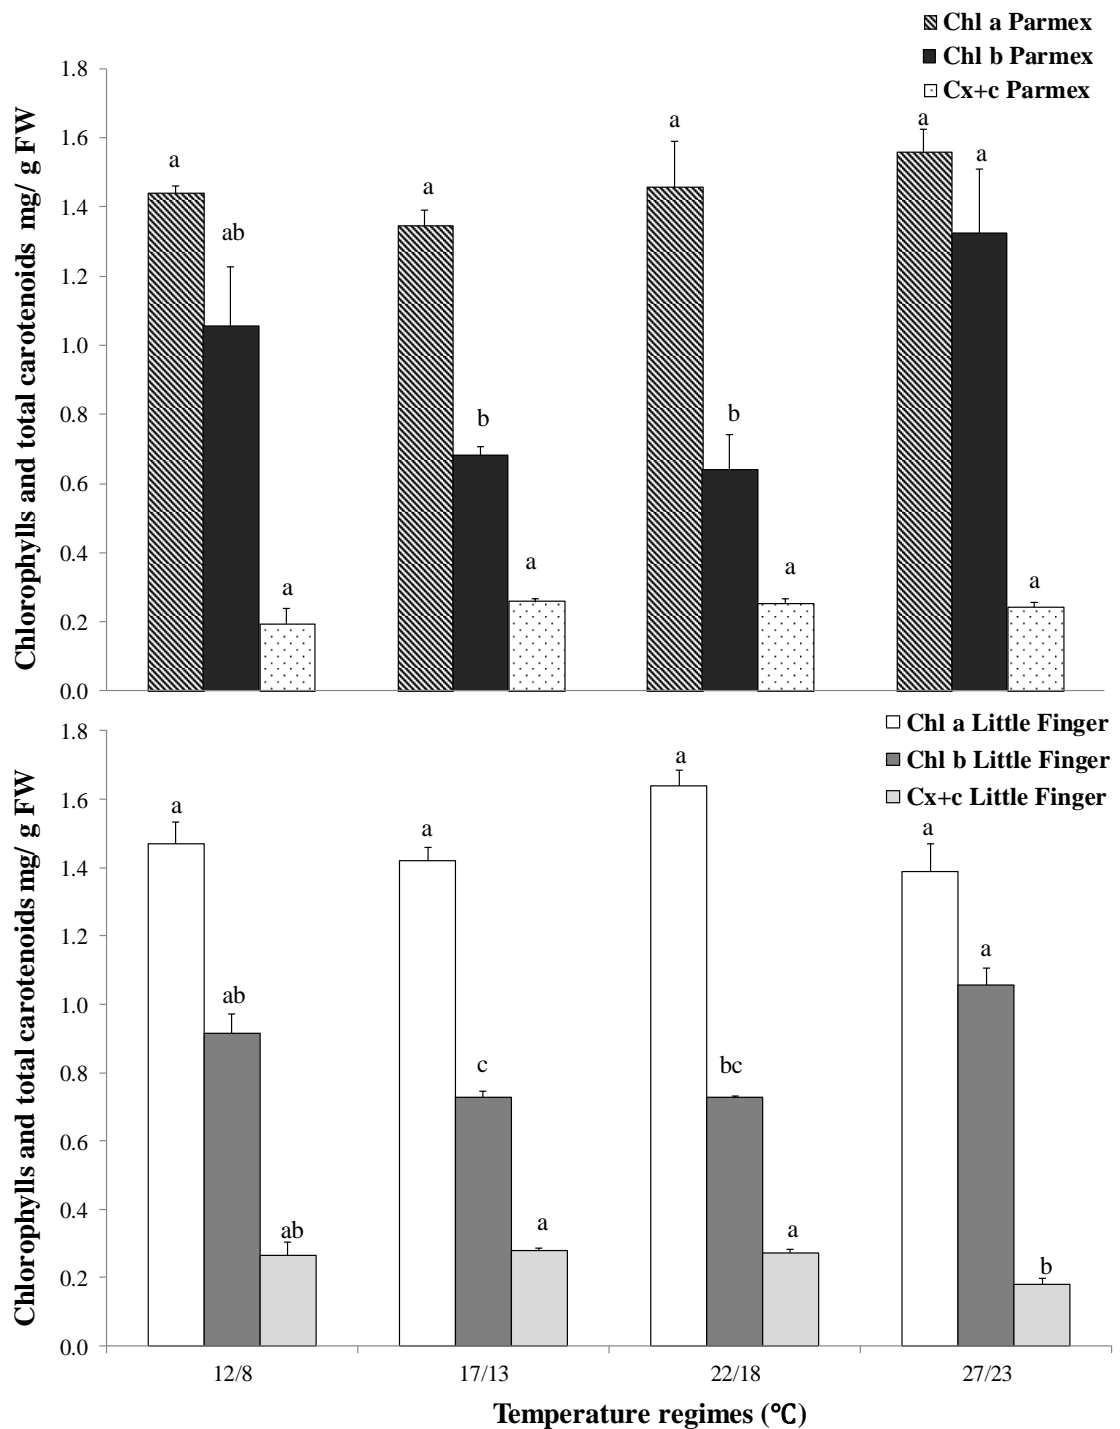 Chl a Parmex
Chl b Parmex
Cx+c Parmex
Chlorophylls and total carotenoids mg/ g FW
1.8
1.6
1.4
1.2
1.0
0.8
0.6
0.4
0.2
0.0
a
ab
a
a
b
a
a
b
a
a
a
a
Chl a Little Finger
Chl b Little Finger
Cx+c Little Finger
Chlorophylls and total carotenoids mg/ g FW
1.8
1.6
1.4
1.2
1.0
0.8
0.6
0.4
0.2
0.0
a
ab
ab
a
c
a
a
bc
a
a
a
b
12/8
17/13
22/18
27/23
Temperature regimes (℃)